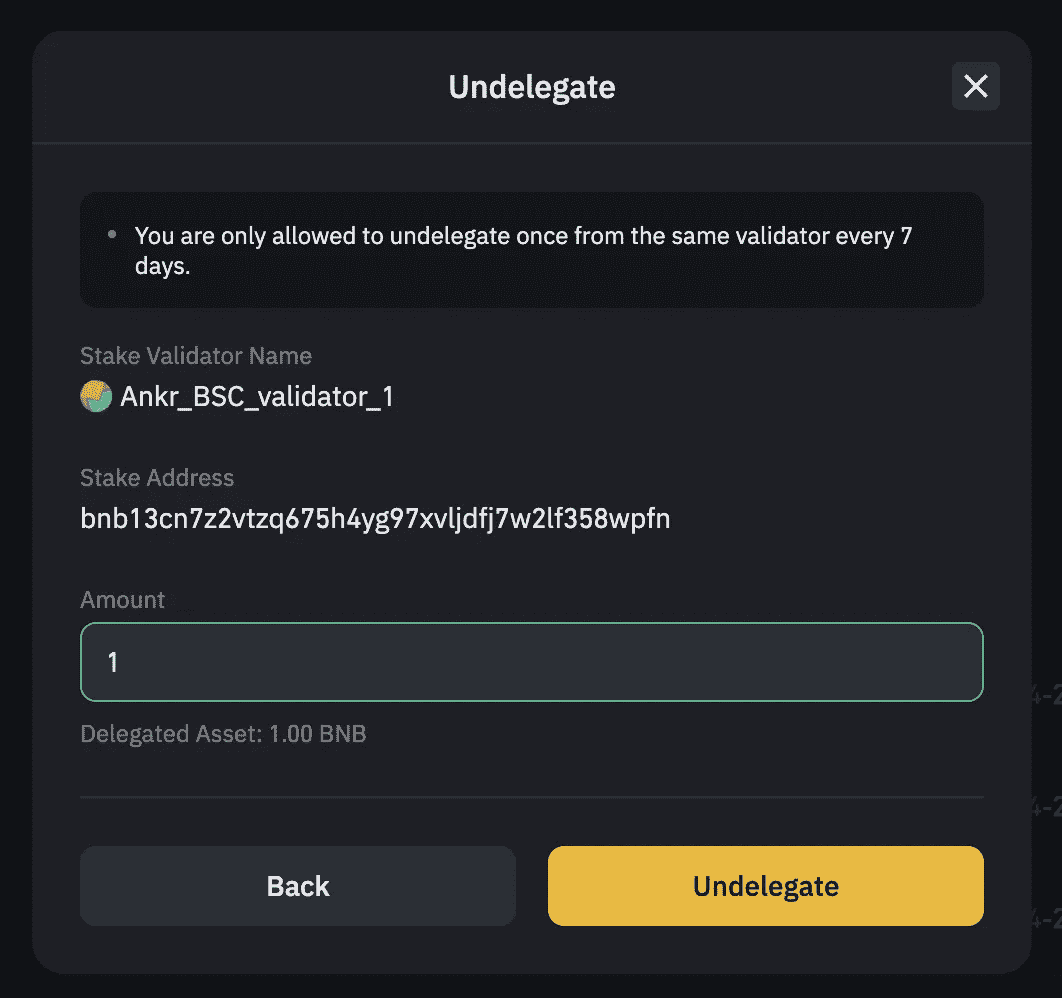 Undelegate
You are only allowed to undelegate once from the same validator every 7
days.
Stake Validator Name
Ankr_BSC_validator_1
Stake Address
bnb13cn7z2vtzq675h4yg97xvljdfj7w2lf358wpfn
Amount
1
Delegated Asset: 1.00 BNB
Back
Undelegate